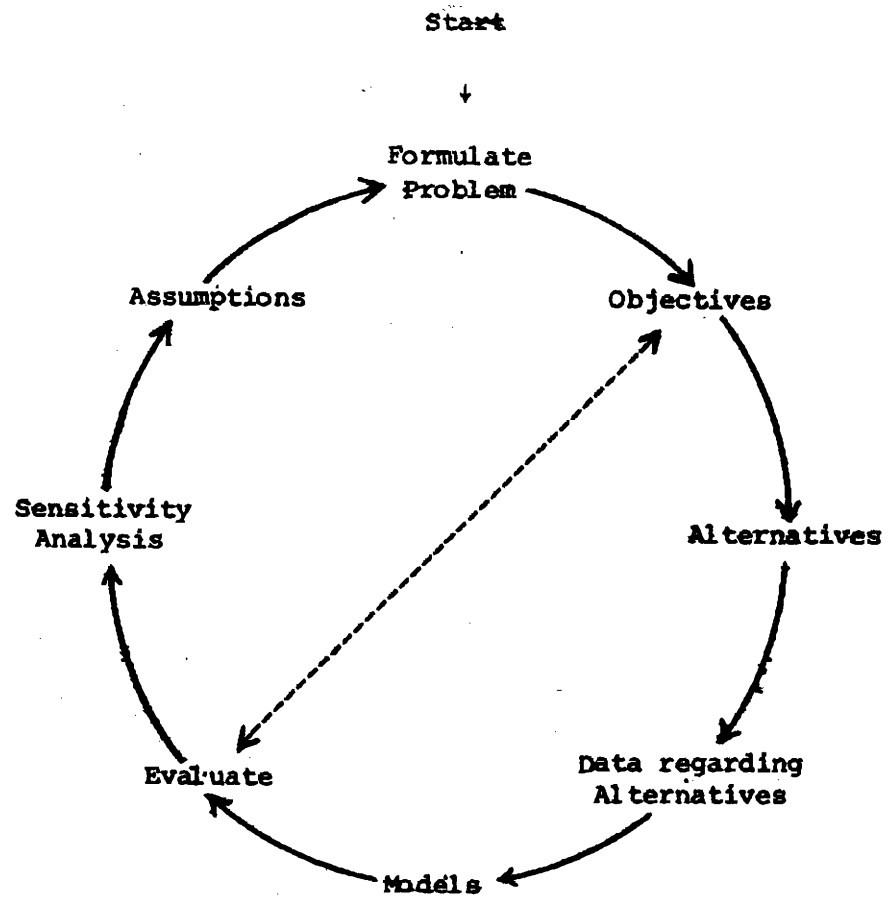 Start
Formulate
Problem
Objectives
Alternatives
Data regarding
Alternatives
Models
Evaluate
Sensitivity
Analysis
Assumptions